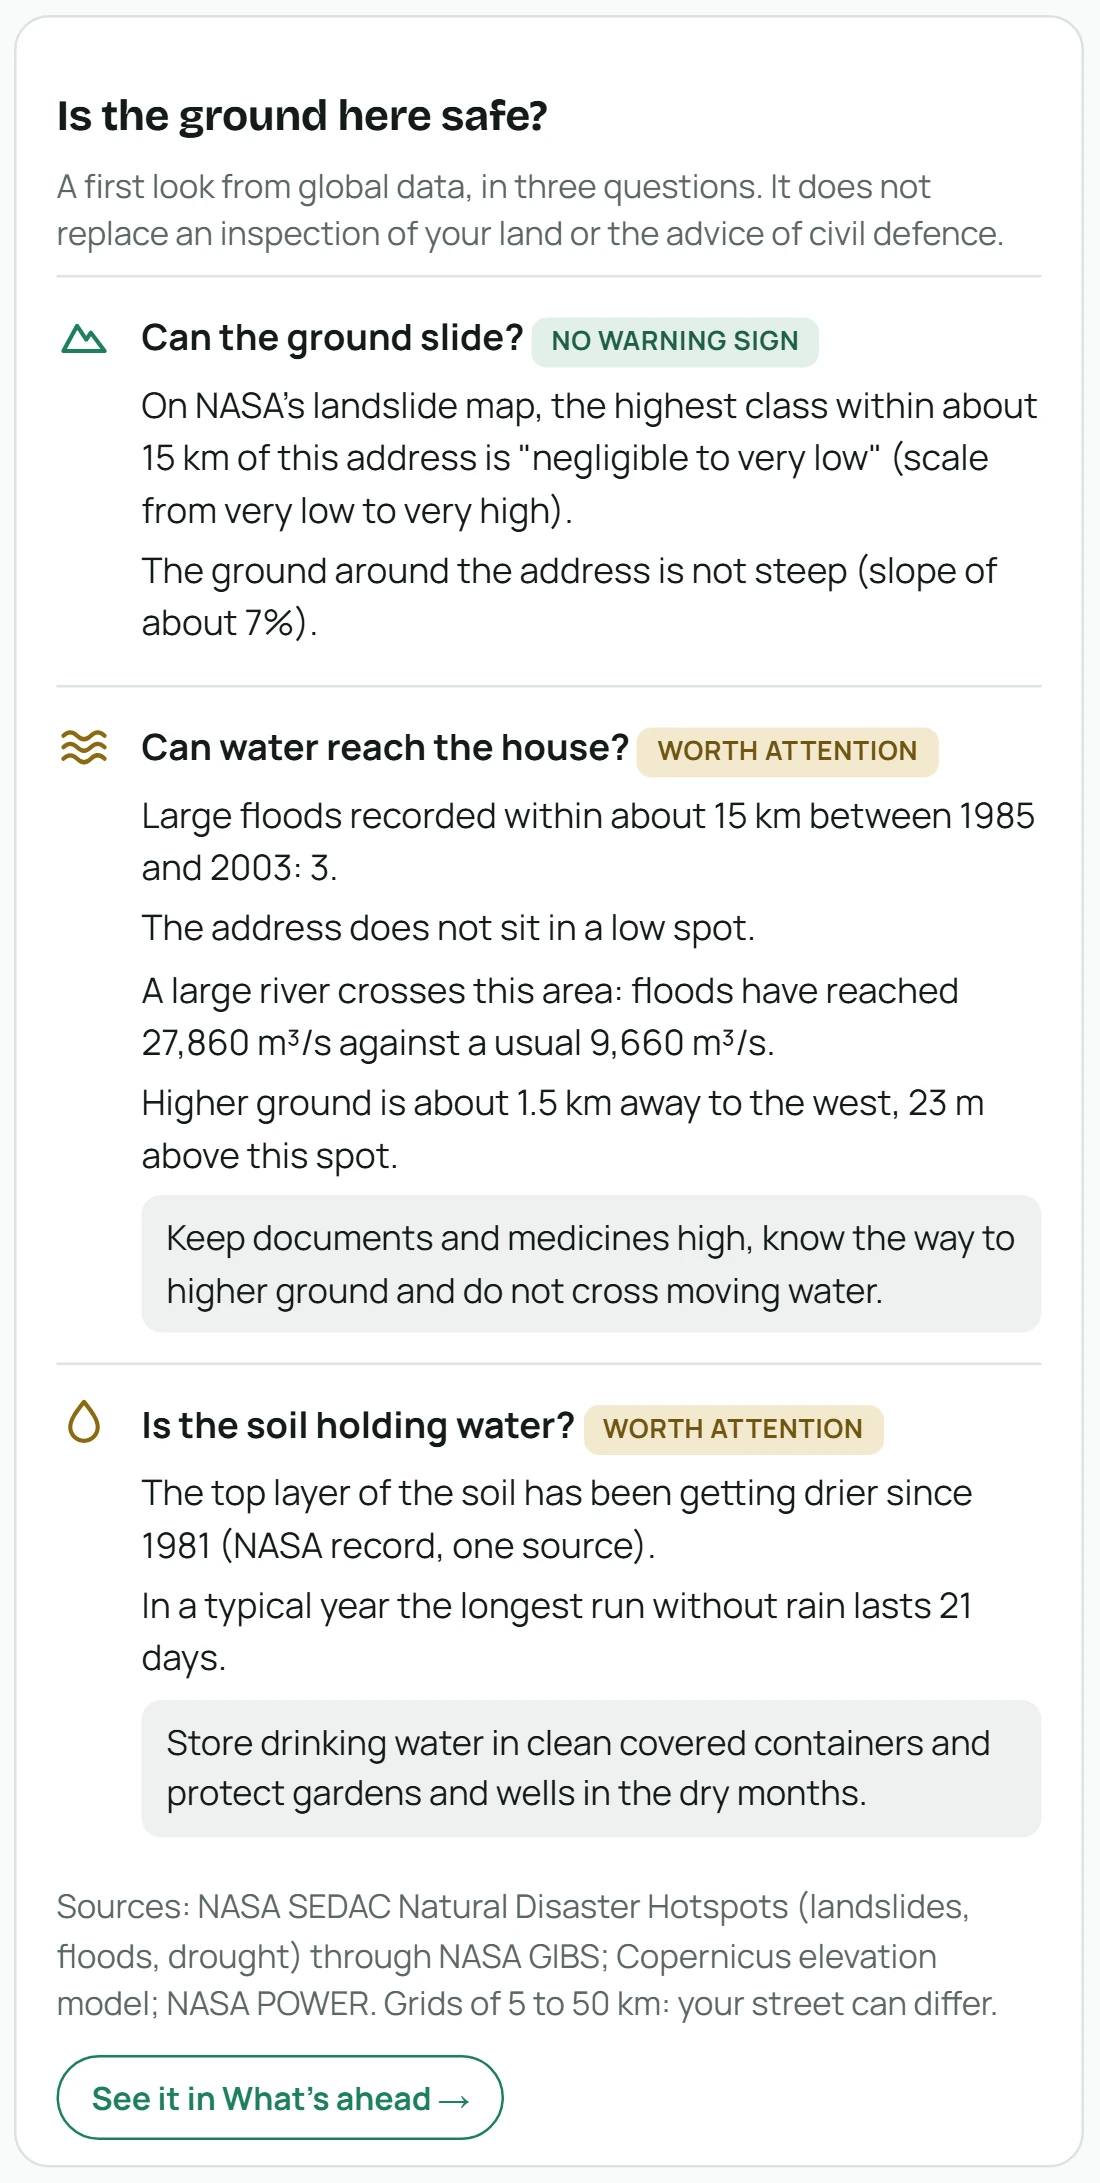 Is the ground here safe?
A first look from global data, in three questions. It does not
replace an inspection of your land or the advice of civil defence.
Can the ground slide? NO WARNING SIGN
On NASA’s landslide map, the highest class within about
15 km of this address is "negligible to very low" (scale
from very low to very high).
The ground around the address is not steep (slope of
about 7%).
Can water reach the house? WORTH ATTENTION
Large floods recorded within about 15 km between 1985
and 2003: 3.
The address does not sit in a low spot.
A large river crosses this area: floods have reached
27,860 m³/s against a usual 9,660 m³/s.
Higher ground is about 1.5 km away to the west, 23 m
above this spot.
Keep documents and medicines high, know the way to
higher ground and do not cross moving water.
Is the soil holding water? WORTH ATTENTION
The top layer of the soil has been getting drier since
1981 (NASA record, one source).
In a typical year the longest run without rain lasts 21
days.
Store drinking water in clean covered containers and
protect gardens and wells in the dry months.
Sources: NASA SEDAC Natural Disaster Hotspots (landslides,
floods, drought) through NASA GIBS; Copernicus elevation
model; NASA POWER. Grids of 5 to 50 km: your street can differ.
See it in What’s ahead →